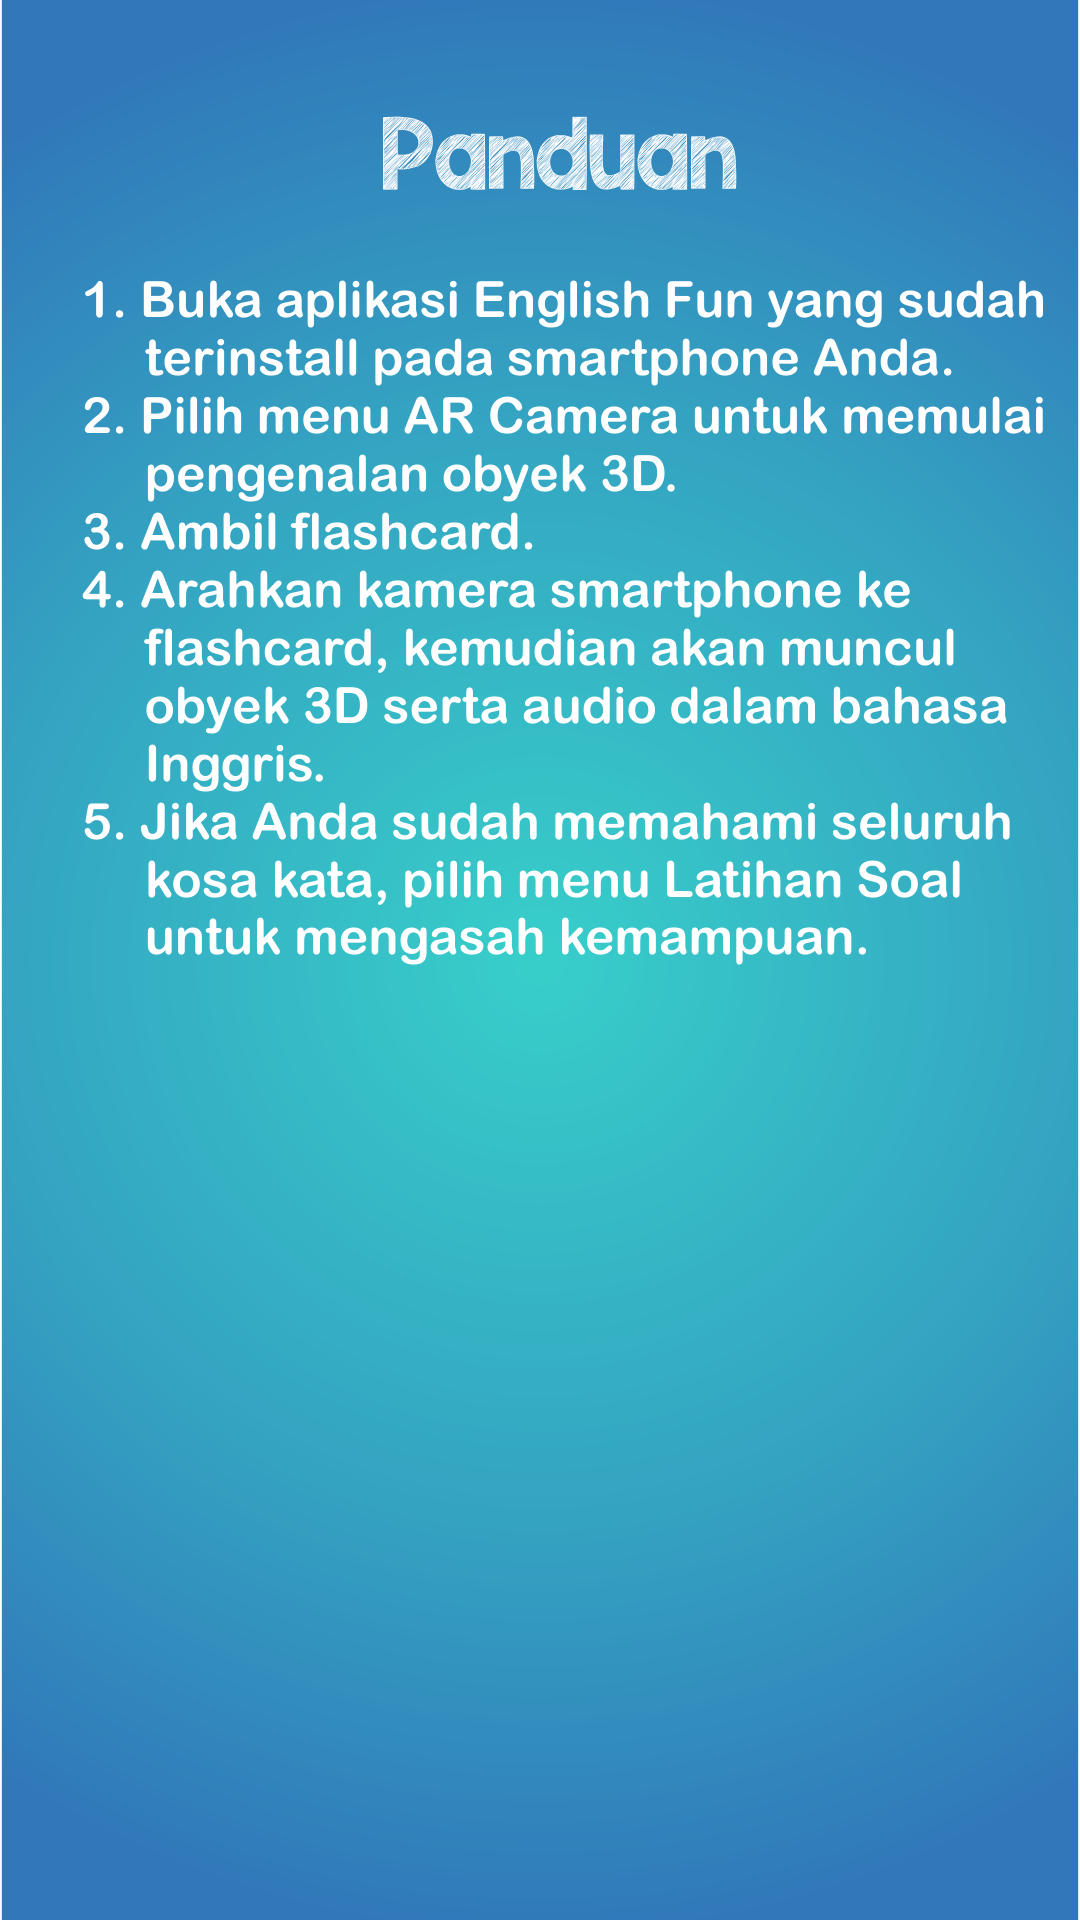 Panduan
1. Buka aplikasi English Fun yang sudah
terinstall pada smartphone Anda.
2. Pilih menu AR Camera untuk memulai
pengenalan obyek 3D.
3. Ambil flashcard.
4. Arahkan kamera smartphone ke
flashcard, kemudian akan muncul
obyek 3D serta audio dalam bahasa
Inggris.
5. Jika Anda sudah memahami seluruh
kosa kata, pilih menu Latihan Soal
untuk mengasah kemampuan.